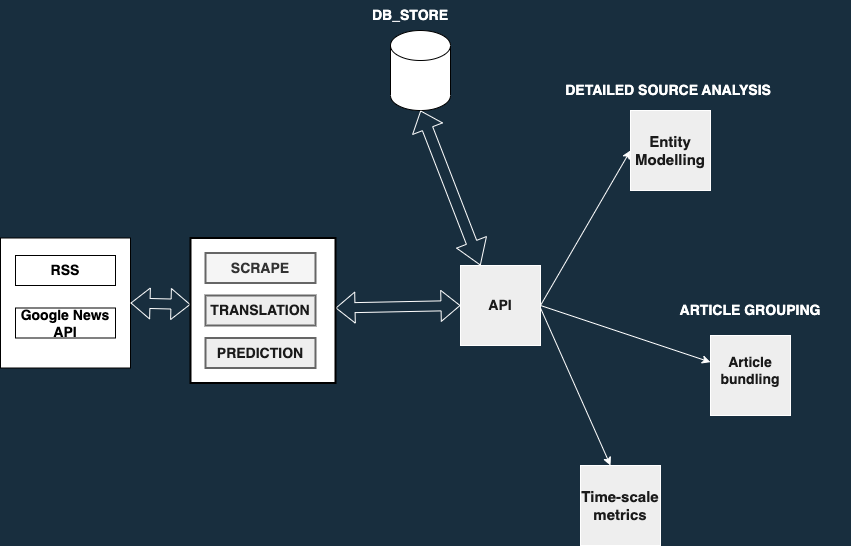 DB_STORE
DETAILED SOURCE ANALYSIS
Entity
Modelling
RSS
Google News
API
SCRAPE
TRANSLATION
PREDICTION
API
ARTICLE GROUPING
Article
bundling
Time-scale
metrics